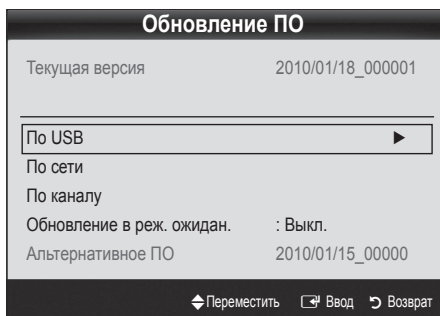 Обновление ПО
Текущая версия 2010/01/18_000001
По USB ▶
По сети
По каналу
Обновление в реж. ожидан. : Выкл.
Альтернативное ПО 2010/01/15_00000
Переместить Ввод Возврат